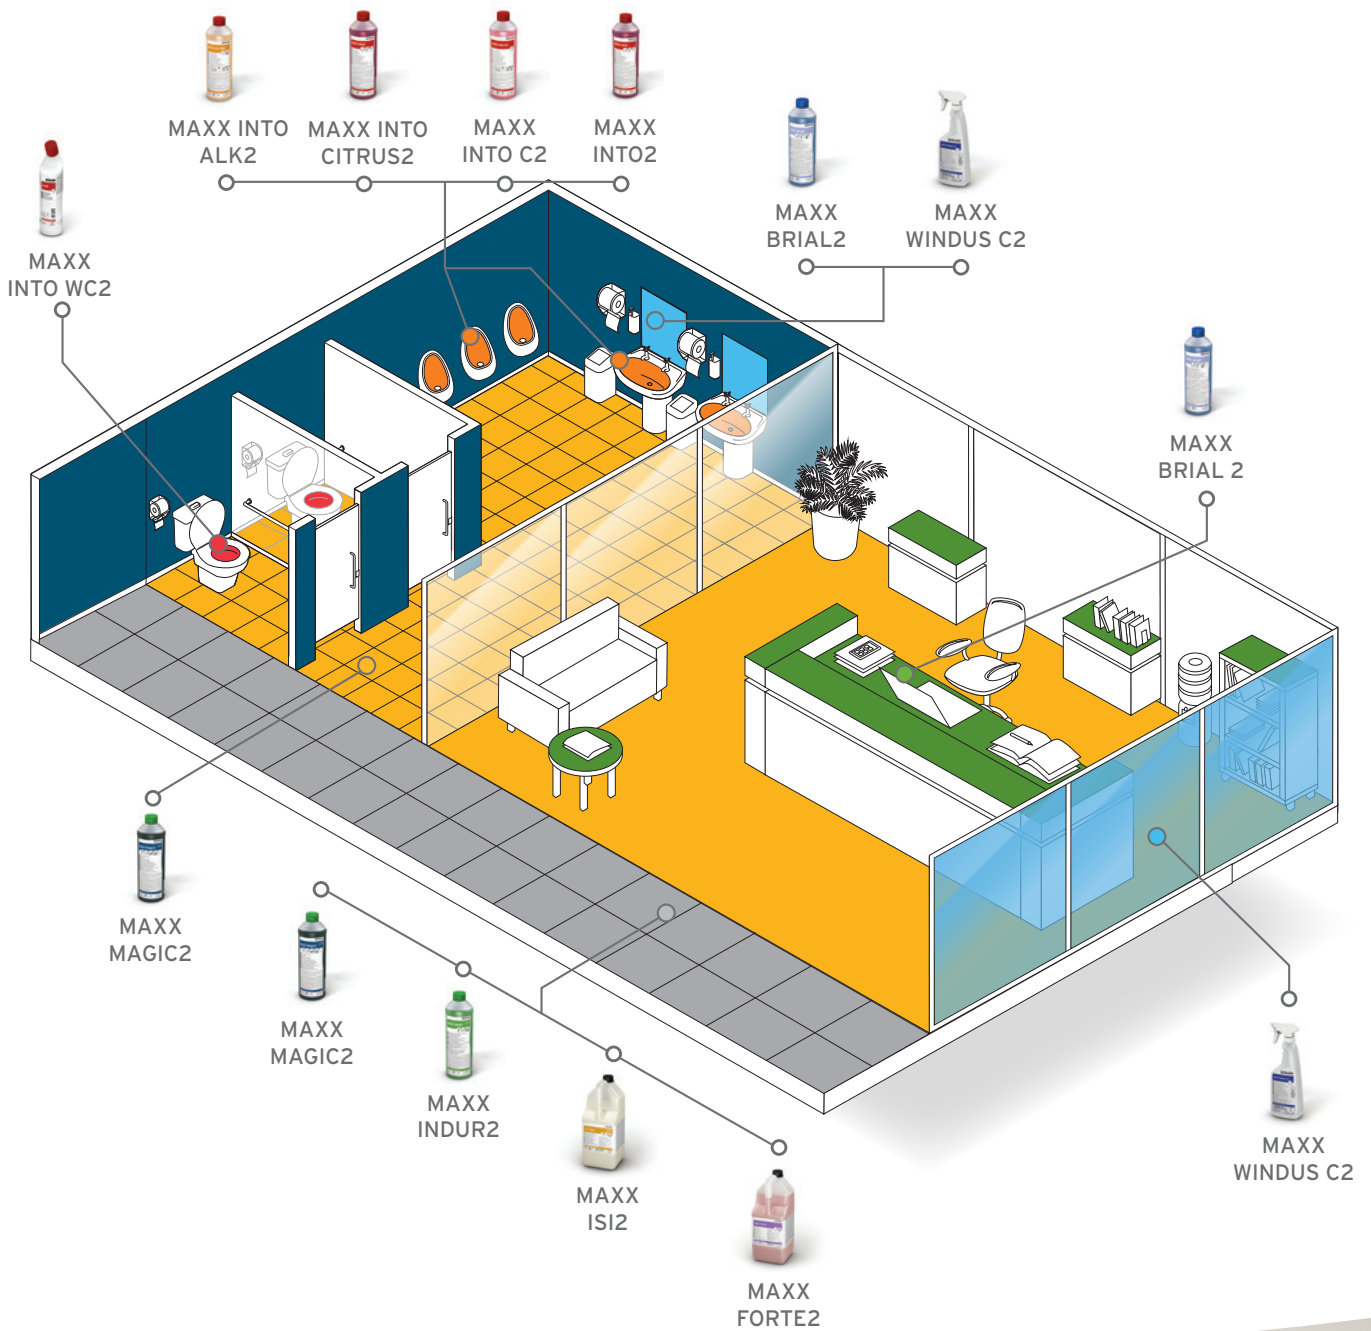 MAXX INTO
ALK2
MAXX INTO
CITRUS2
MAXX
INTO C2
MAXX
INTO2
MAXX
BRIAL2
MAXX
WINDUS C2
MAXX
INTO WC2
MAXX
BRIAL 2
MAXX
MAGIC2
MAXX
MAGIC2
MAXX
INDUR2
MAXX
ISI2
MAXX
FORTE2
MAXX
WINDUS C2